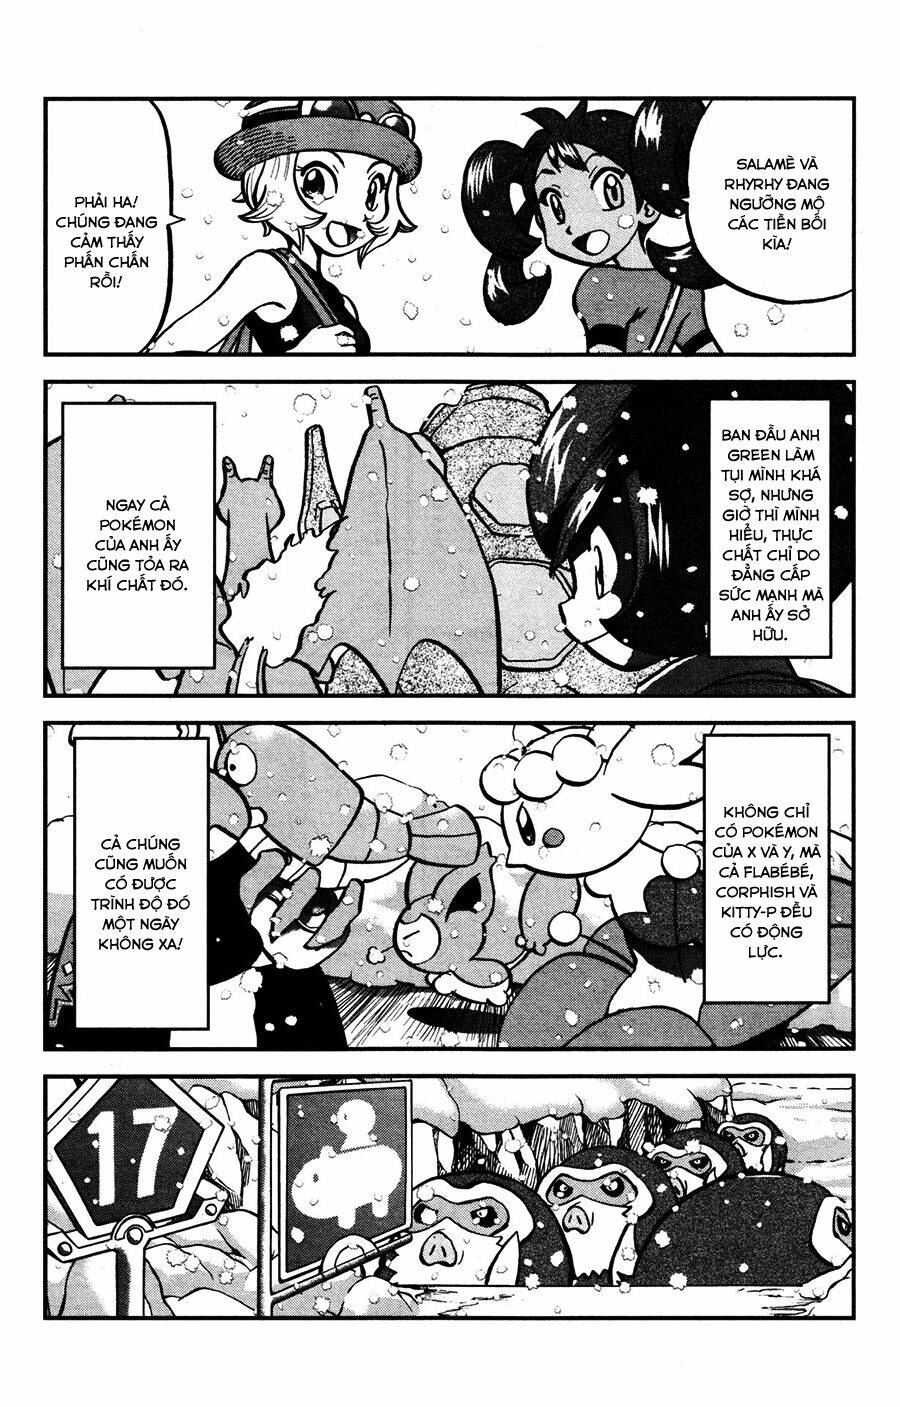 SALAMÈ VÀ
RHYRHY ĐANG
NGƯỠNG MỘ
CÁC TIỀN BỐI
KÌA!
PHẢI HA!
CHÚNG ĐANG
CẢM THẤY
PHẤN CHẤN
RỒI!
BAN ĐẦU ANH
GREEN LÀM
TỤI MÌNH KHÁ
SỢ, NHƯNG
GIỜ THÌ MÌNH
HIỂU, THỰC
CHẤT CHỈ DO
ĐẲNG CẤP
SỨC MẠNH MÀ
ANH ẤY SỞ
HỮU.
NGAY CẢ
POKÉMON
CỦA ANH ẤY
CŨNG TỎA RA
KHÍ CHẤT ĐÓ.
KHÔNG CHỈ
CÓ POKÉMON
CỦA X VÀ Y, MÀ
CẢ FLABÉBÉ,
CORPHISH VÀ
KITTY-P ĐỀU
CÓ ĐỘNG
LỰC.
CẢ CHÚNG
CŨNG MUỐN
CÓ ĐƯỢC
TRÌNH ĐỘ ĐÓ
MỘT NGÀY
KHÔNG XA!
17